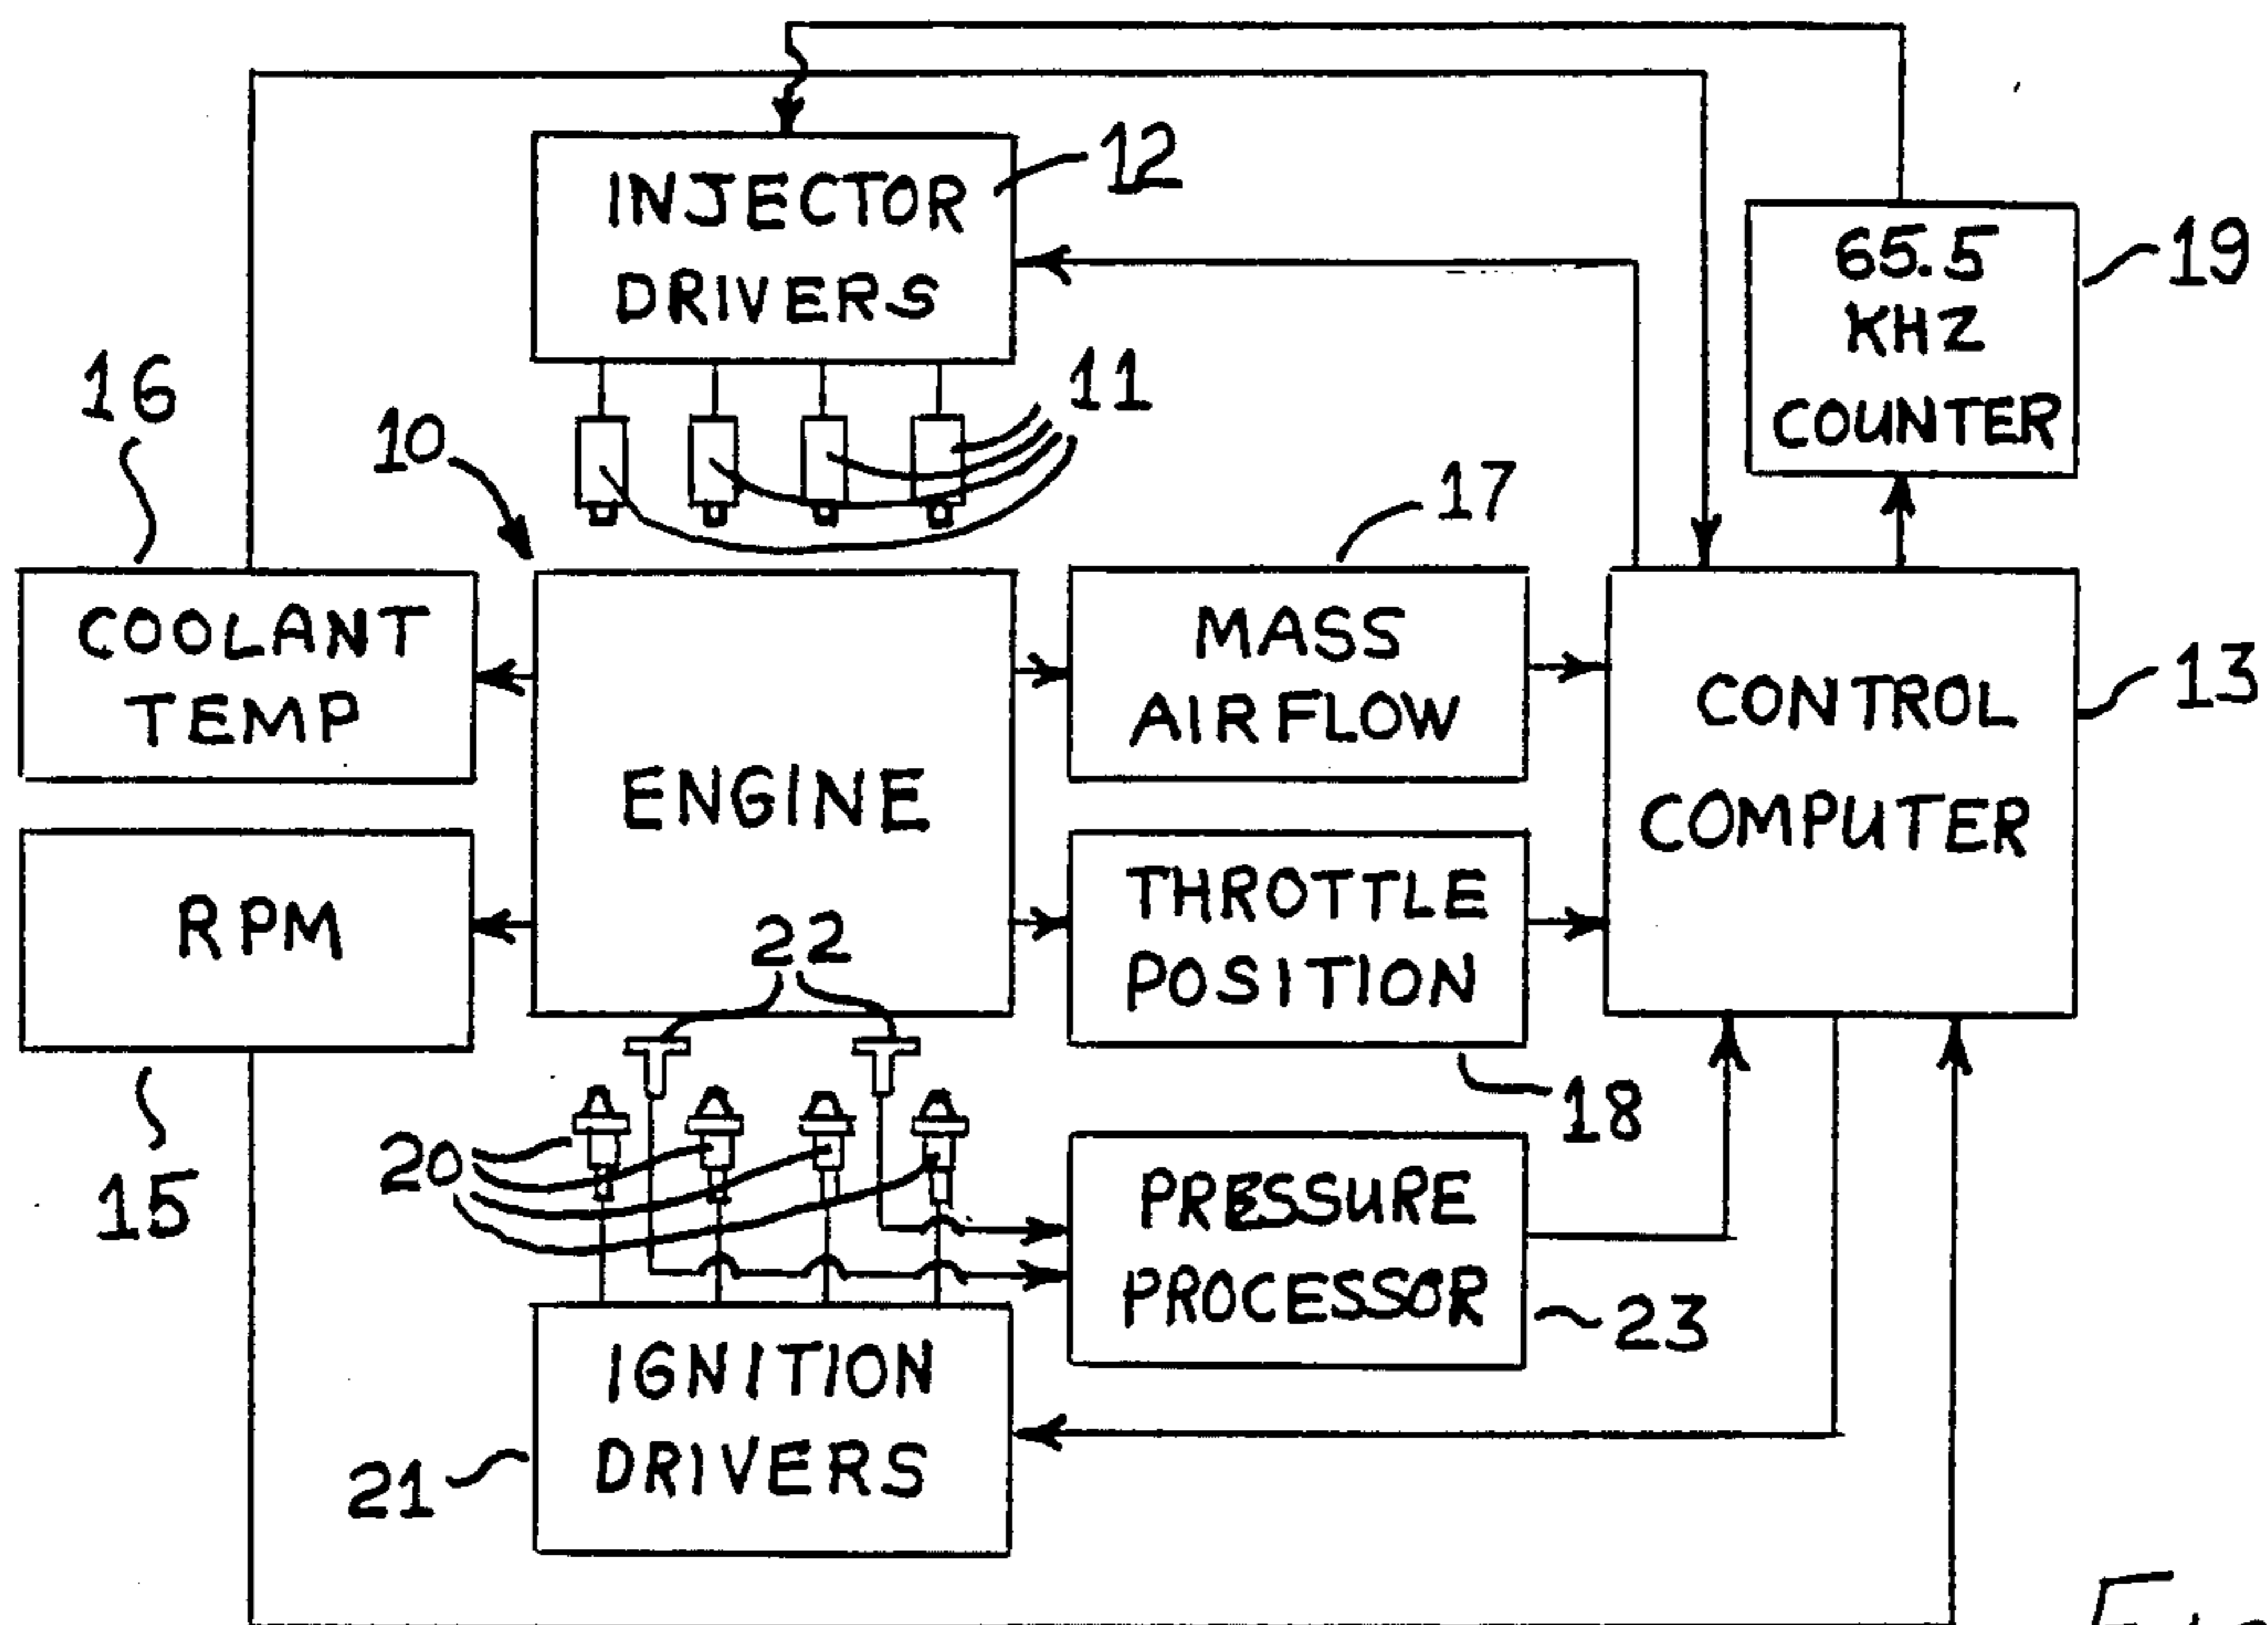 12
INJECTOR
DRIVERS
65.5
KHZ
COUNTER
19
11
16
10
17
COOLANT
TEMP
ENGINE
MASS
AIRFLOW
CONTROL
COMPUTER
13
RPM
22
THROTTLE
POSITION
18
15
20
PRESSURE
PROCESSOR
23
IGNITION
DRIVERS
21